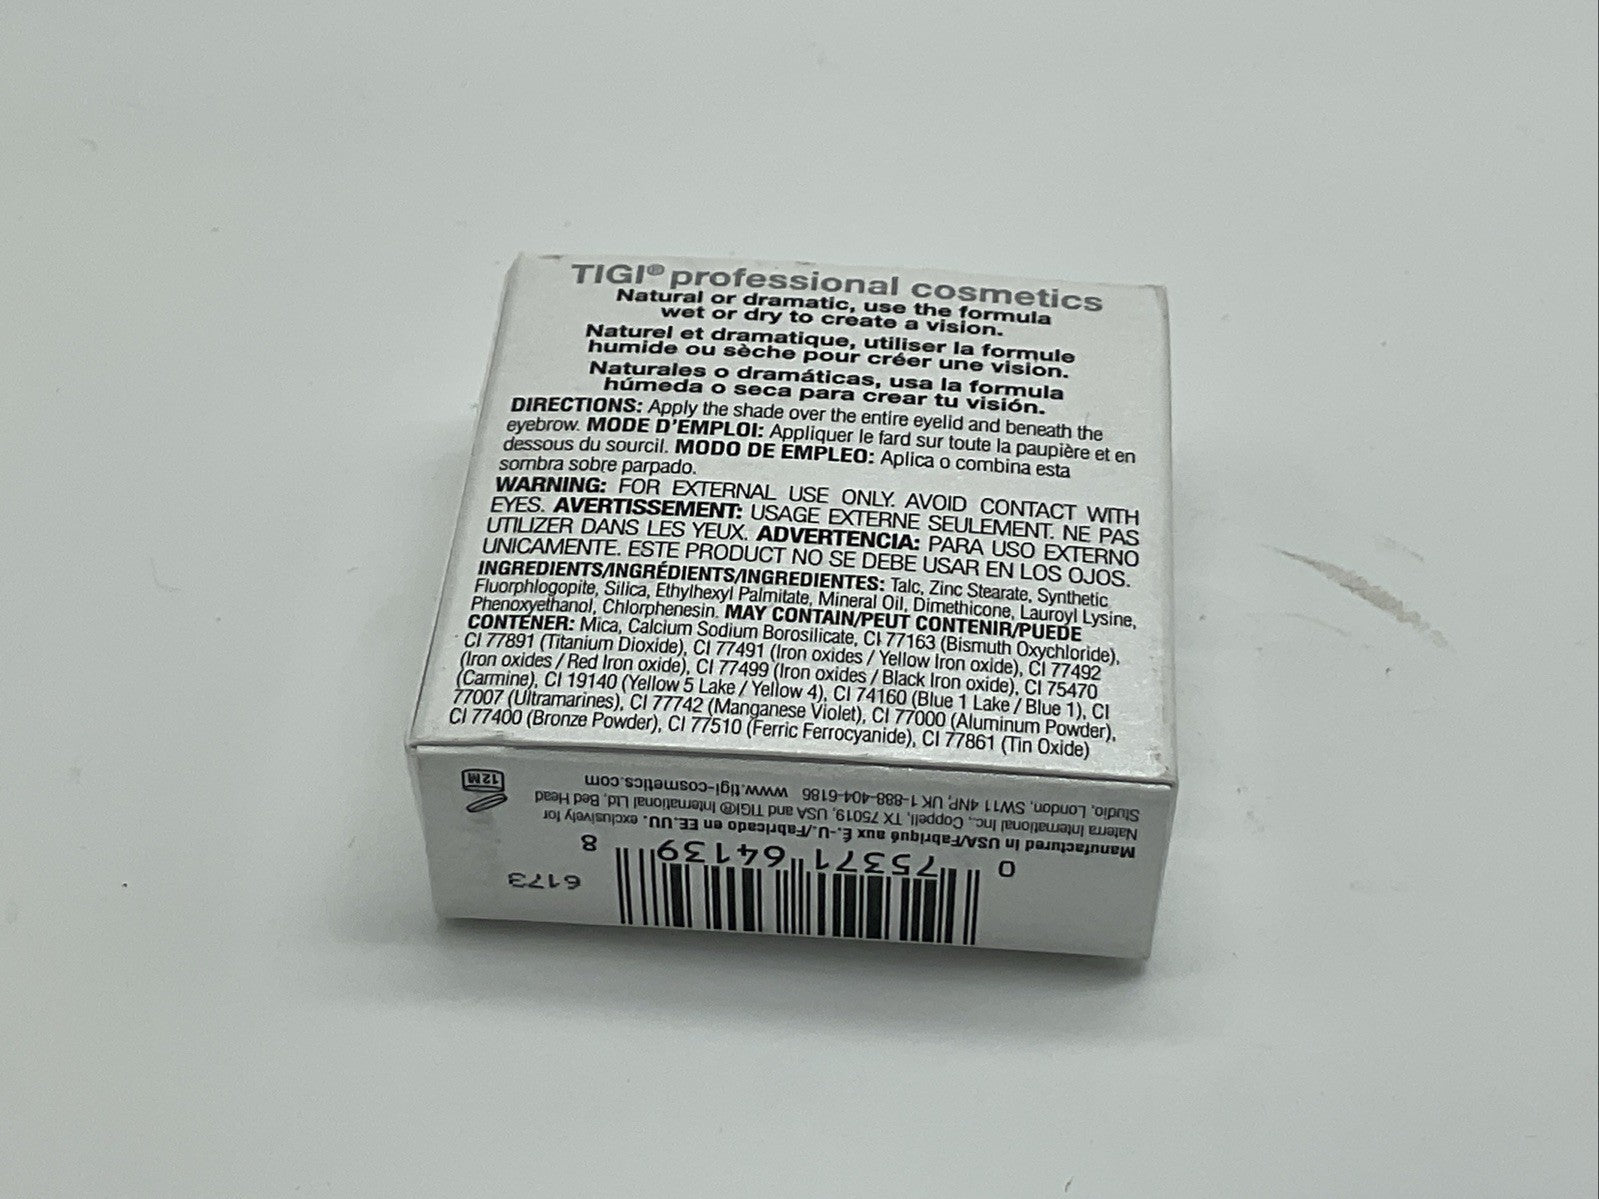 TIGI® professional cosmetics
Natural or dramatic, use the formula
wet or dry to create a vision.
Naturel et dramatique, utiliser la formule
humide ou sèche pour créer une vision.
Naturales o dramáticas, usa la formula
húmeda o seca para crear tu visión.
DIRECTIONS: Apply the shade over the entire eyelid and beneath the
eyebrow. MODE D'EMPLOI: Appliquer le fard sur toute la paupière et en
dessous du sourcil. MODO DE EMPLEO: Aplica o combina esta
sombra sobre parpado.
WARNING: FOR EXTERNAL USE ONLY. AVOID CONTACT WITH
EYES. AVERTISSEMENT: USAGE EXTERNE SEULEMENT. NE PAS
UTILIZER DANS LES YEUX. ADVERTENCIA: PARA USO EXTERNO
UNICAMENTE. ESTE PRODUCT NO SE DEBE USAR EN LOS OJOS.
INGREDIENTS/INGRÉDIENTS/INGREDIENTES: Talc, Zinc Stearate, Synthetic
Fluorphlogopite, Silica, Ethylhexyl Palmitate, Mineral Oil, Dimethicone, Lauroyl Lysine,
Phenoxyethanol, Chlorphenesin. MAY CONTAIN/PEUT CONTENIR/PUEDE
CONTENER: Mica, Calcium Sodium Borosilicate, CI 77163 (Bismuth Oxychloride),
CI 77891 (Titanium Dioxide), CI 77491 (Iron oxides / Yellow Iron oxide), CI 77492
(Iron oxides / Red Iron oxide), CI 77499 (Iron oxides / Black Iron oxide), CI 75470
(Carmine), CI 19140 (Yellow 5 Lake / Yellow 4), CI 74160 (Blue 1 Lake / Blue 1), CI
77007 (Ultramarines), CI 77742 (Manganese Violet), CI 77000 (Aluminum Powder),
CI 77400 (Bronze Powder), CI 77510 (Ferric Ferrocyanide), CI 77861 (Tin Oxide)
6173
0 75371 64139 8
Manufactured in USA/Fabriqué aux É.-U./Fabricado en EE.UU. exclusively for
Naterra International Inc., Coppell, TX 75019, USA and TIGI® International Ltd, Bed Head
Studio, London, SW11 4NP, UK 1-888-404-6186 www.tigi-cosmetics.com
12M